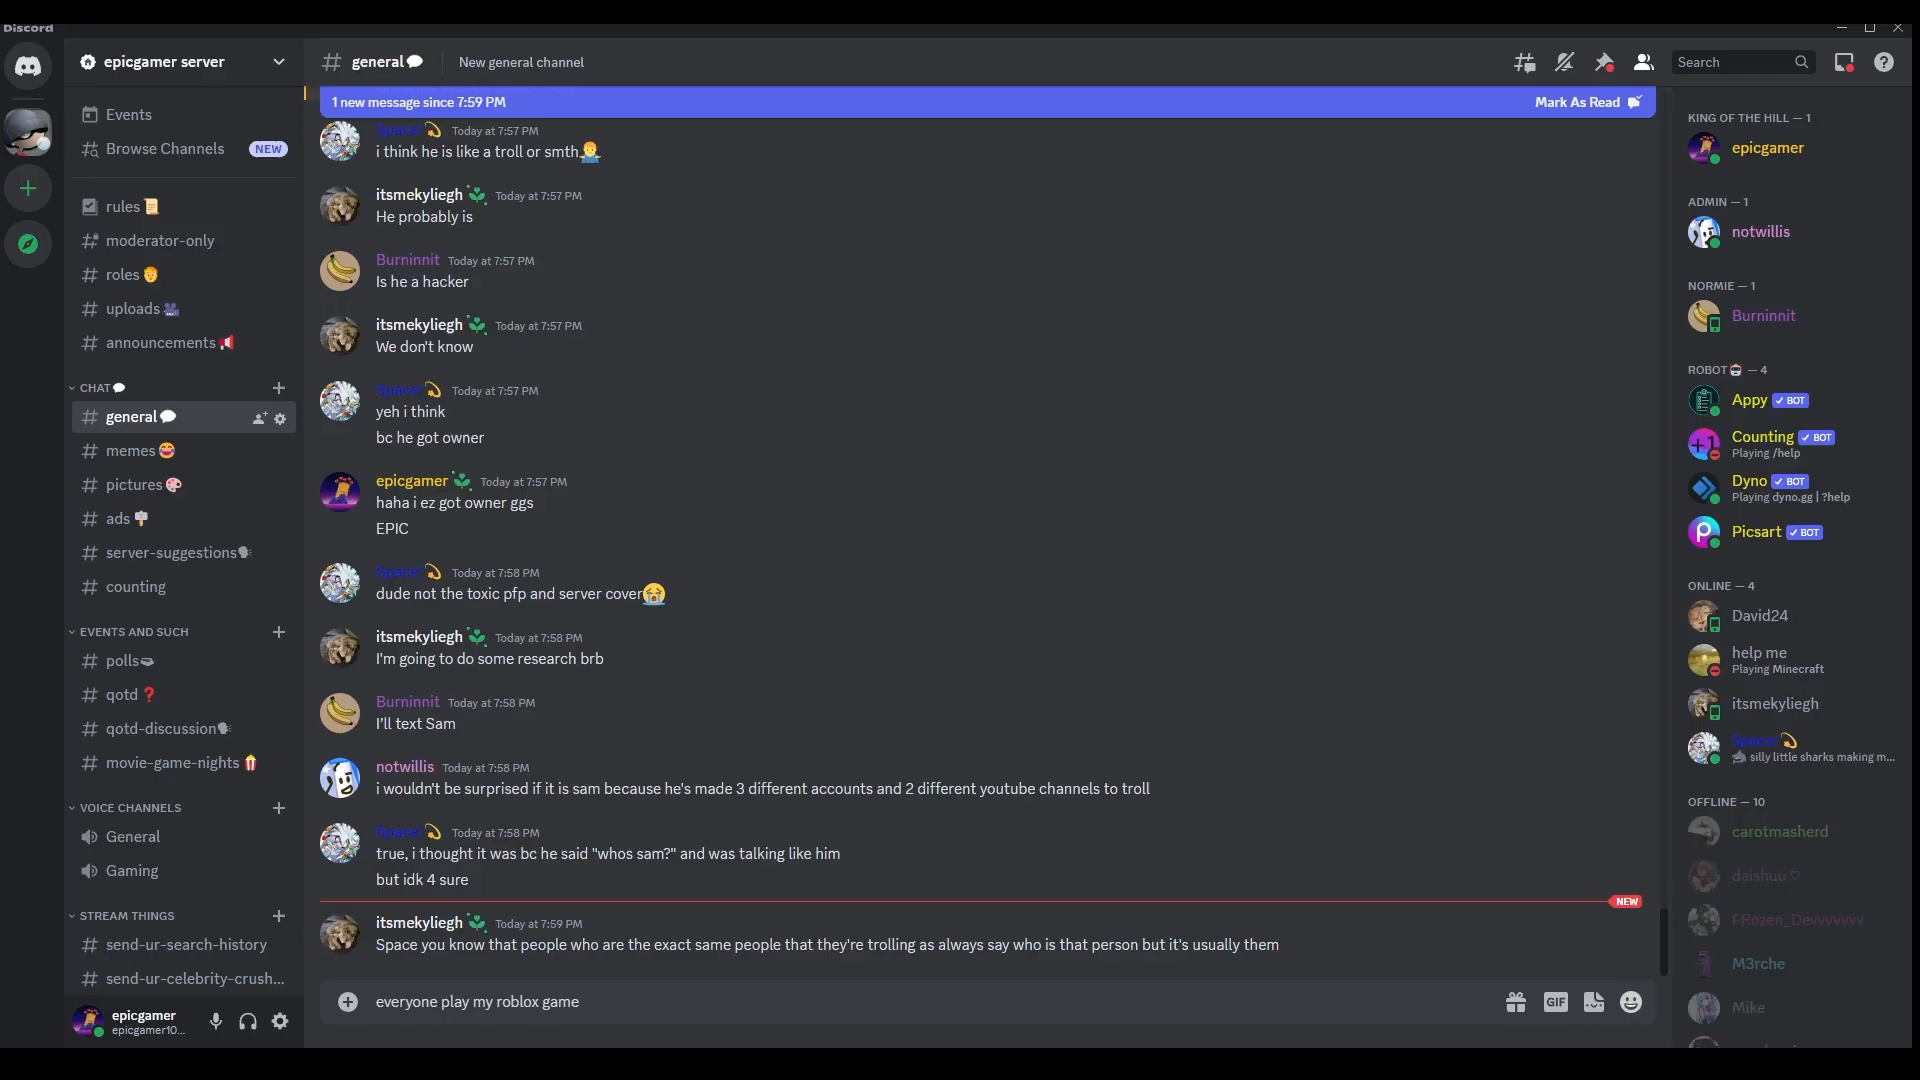 Discord
epicgamer server
Events
Browse Channels NEW
rules
moderator-only
roles
uploads
announcements
CHAT
general
memes
pictures
ads
server-suggestions
counting
EVENTS AND SUCH
polls
qotd
qotd-discussion
movie-game-nights
VOICE CHANNELS
General
Gaming
STREAM THINGS
send-ur-search-history
send-ur-celebrity-crush...
epicgamer
epicgamer10...
general New general channel
Search
1 new message since 7:59 PM Mark As Read
Space! Today at 7:57 PM
i think he is like a troll or smth
itsmekyliegh Today at 7:57 PM
He probably is
Burninnit Today at 7:57 PM
Is he a hacker
itsmekyliegh Today at 7:57 PM
We don't know
Space! Today at 7:57 PM
yeh i think
bc he got owner
epicgamer Today at 7:57 PM
haha i ez got owner ggs
EPIC
Space! Today at 7:58 PM
dude not the toxic pfp and server cover
itsmekyliegh Today at 7:58 PM
I'm going to do some research brb
Burninnit Today at 7:58 PM
I'll text Sam
notwillis Today at 7:58 PM
i wouldn't be surprised if it is sam because he's made 3 different accounts and 2 different youtube channels to troll
Space! Today at 7:58 PM
true, i thought it was bc he said "whos sam?" and was talking like him
but idk 4 sure
NEW
itsmekyliegh Today at 7:59 PM
Space you know that people who are the exact same people that they're trolling as always say who is that person but it's usually them
everyone play my roblox game
GIF
KING OF THE HILL — 1
epicgamer
ADMIN — 1
notwillis
NORMIE — 1
Burninnit
ROBOT — 4
Appy BOT
Counting BOT
Playing /help
Dyno BOT
Playing dyno.gg | ?help
Picsart BOT
ONLINE — 4
David24
help me
Playing Minecraft
itsmekyliegh
Space!
silly little sharks making m...
OFFLINE — 10
carotmasherd
daishuu ♡
FRozen_Devvvvvvv
M3rche
Mike